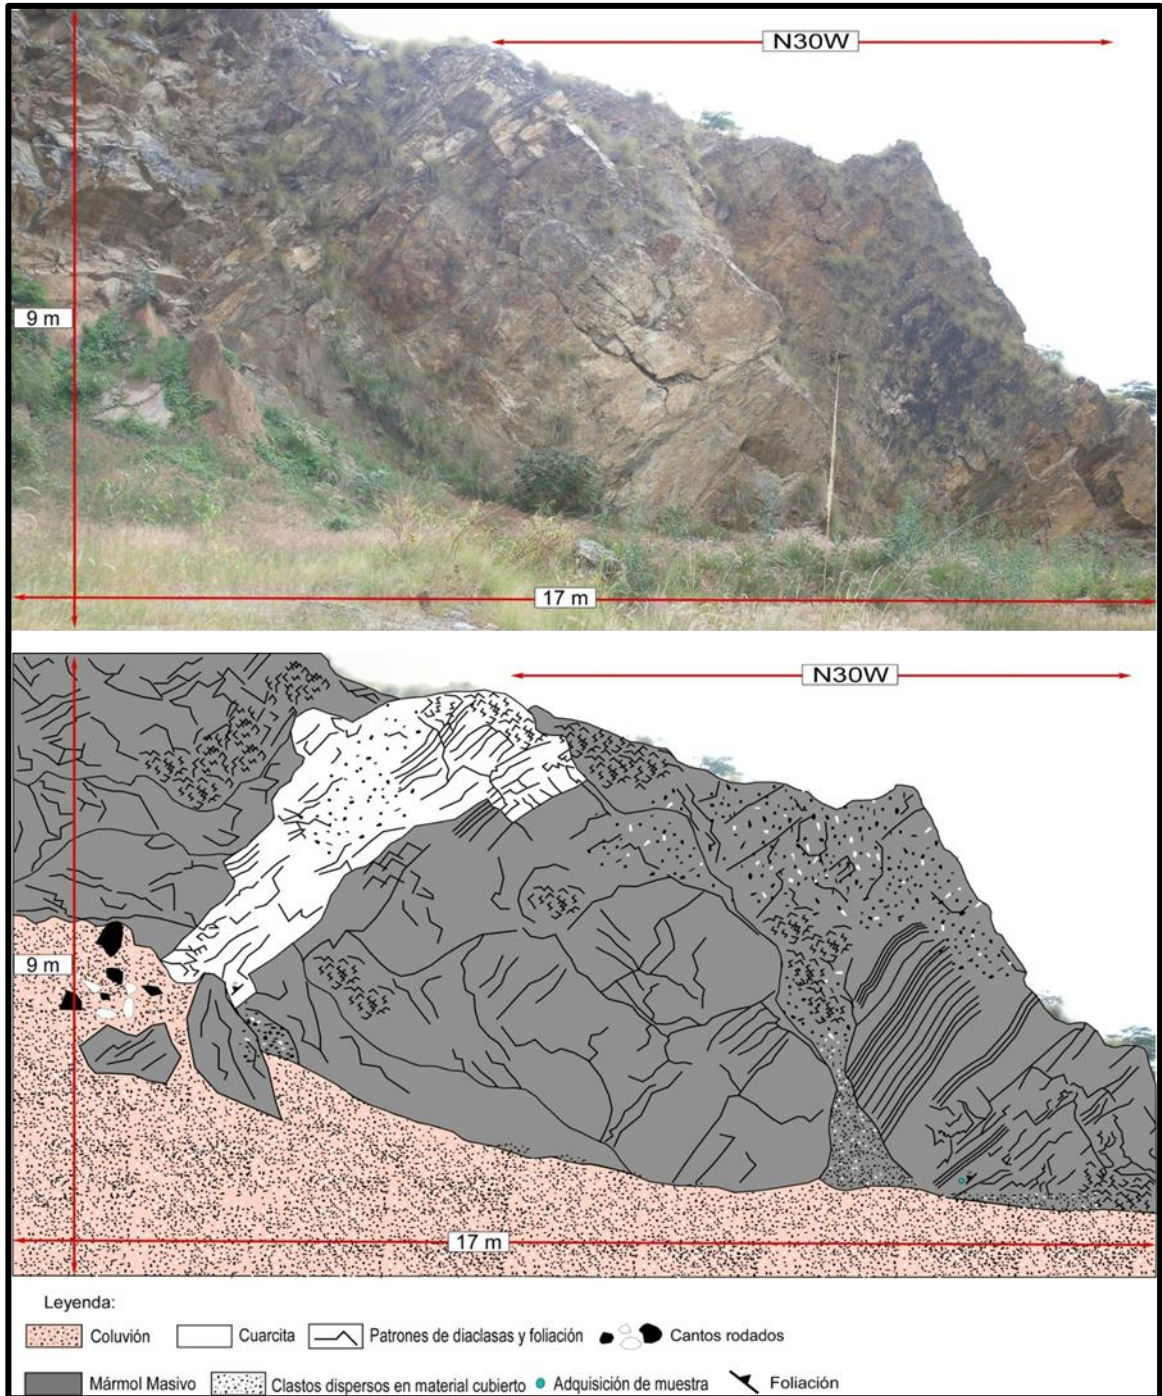 N30W
9 m
17 m
N30W
9 m
17 m
Leyenda:
Coluvión Cuarcita Patrones de diaclasas y foliación Cantos rodados
Mármol Masivo Clastos dispersos en material cubierto Adquisición de muestra Foliación